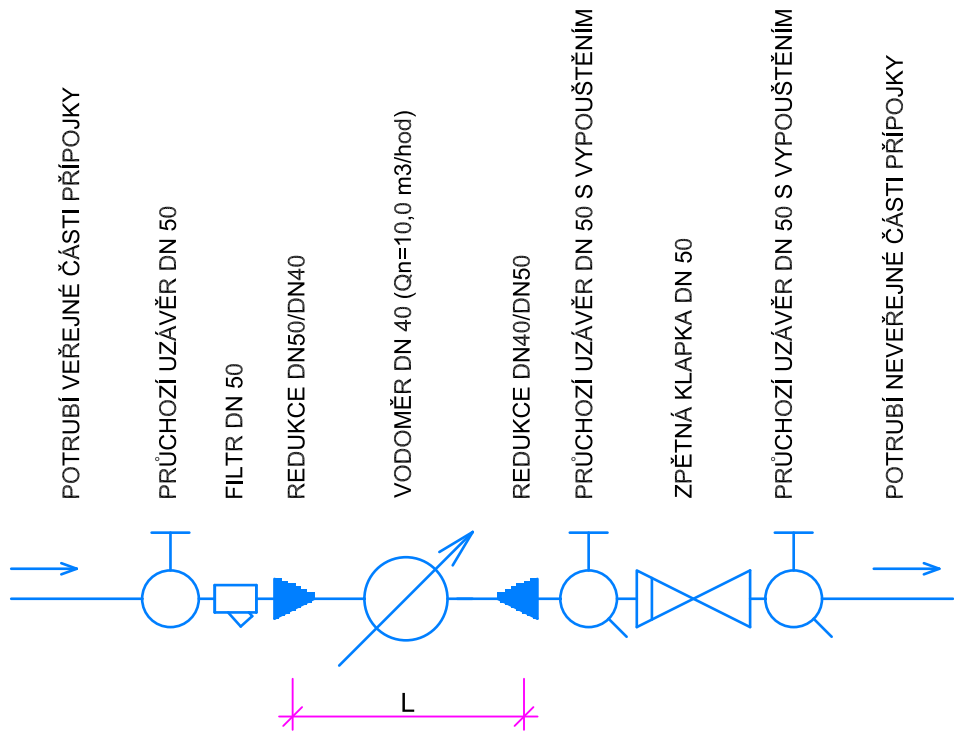 POTRUBÍ VEŘEJNÉ ČÁSTI PŘÍPOJKY
PRŮCHOZÍ UZÁVĚR DN 50
FILTR DN 50
REDUKCE DN50/DN40
VODOMĚR DN 40 (Qn=10,0 m3/hod)
REDUKCE DN40/DN50
PRŮCHOZÍ UZÁVĚR DN 50 S VYPOUŠTĚNÍM
ZPĚTNÁ KLAPKA DN 50
PRŮCHOZÍ UZÁVĚR DN 50 S VYPOUŠTĚNÍM
POTRUBÍ NEVEŘEJNÉ ČÁSTI PŘÍPOJKY
L